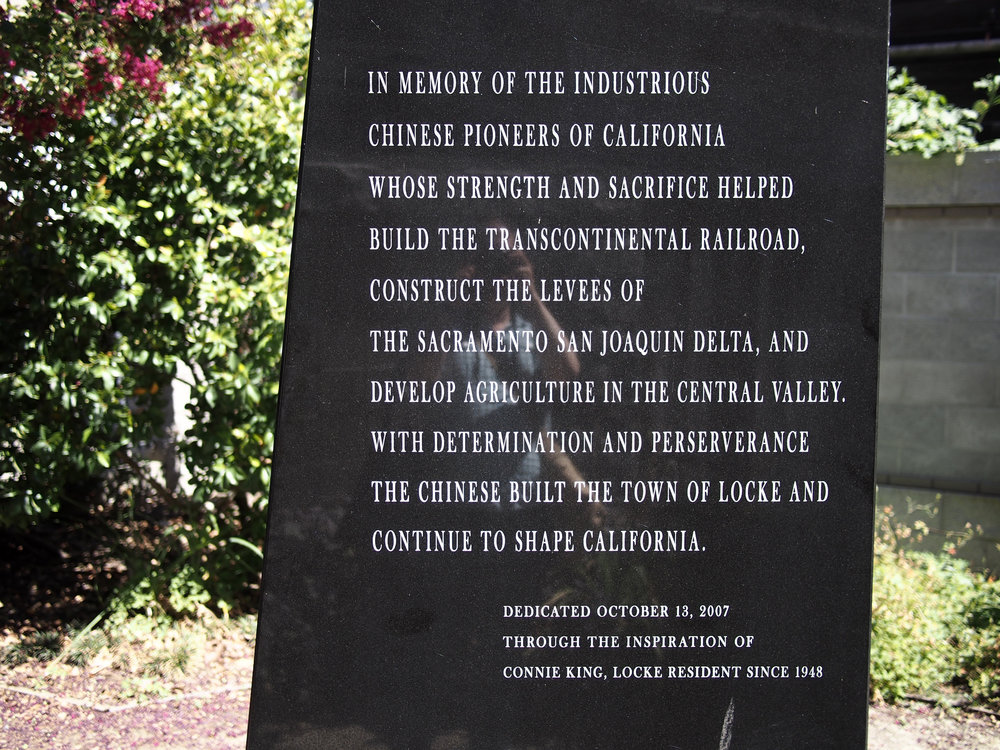 IN MEMORY OF THE INDUSTRIOUS
CHINESE PIONEERS OF CALIFORNIA
WHOSE STRENGTH AND SACRIFICE HELPED
BUILD THE TRANSCONTINENTAL RAILROAD,
CONSTRUCT THE LEVEES OF
THE SACRAMENTO SAN JOAQUIN DELTA, AND
DEVELOP AGRICULTURE IN THE CENTRAL VALLEY.
WITH DETERMINATION AND PERSERVERANCE
THE CHINESE BUILT THE TOWN OF LOCKE AND
CONTINUE TO SHAPE CALIFORNIA.
DEDICATED OCTOBER 13, 2007
THROUGH THE INSPIRATION OF
CONNIE KING, LOCKE RESIDENT SINCE 1948